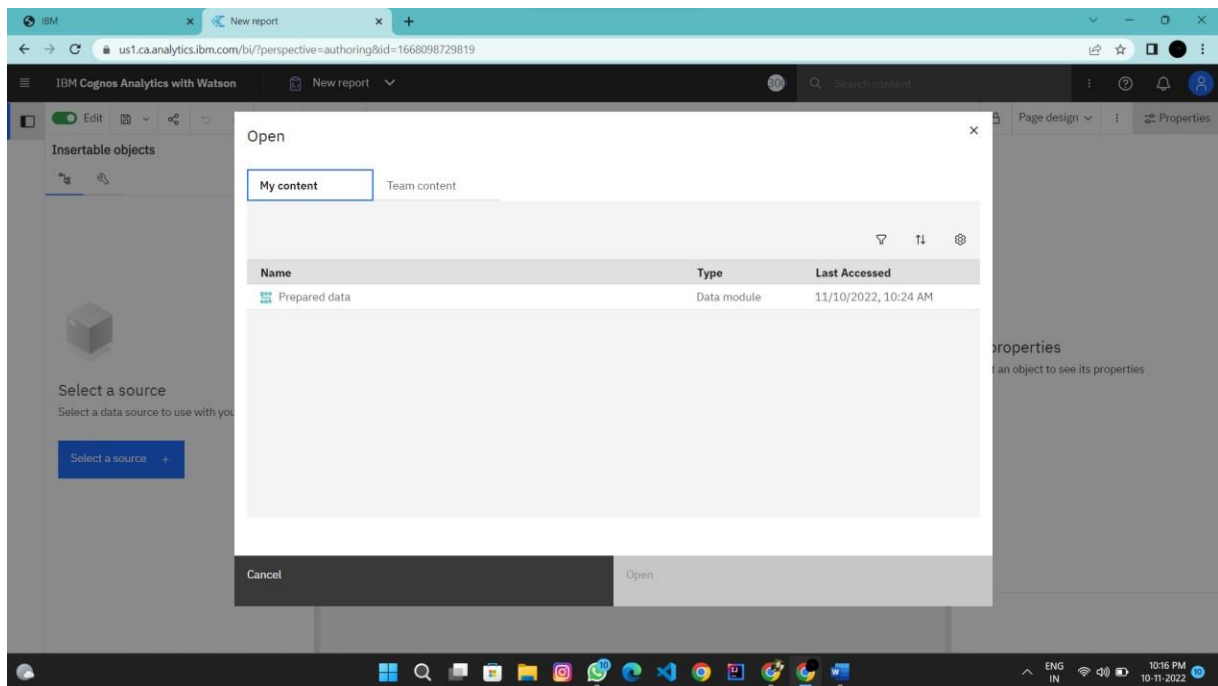 IBM
New report
us1.ca.analytics.ibm.com/bi/?perspective=authoring&id=1668098729819
IBM Cognos Analytics with Watson
New report
Search content
Edit
Page design
Properties
Insertable objects
Open
My content
Team content
Name Type Last Accessed
Prepared data Data module 11/10/2022, 10:24 AM
properties
t an object to see its properties
Select a source
Select a data source to use with you
Select a source +
Cancel
Open
10
ENG
IN
10:16 PM
10-11-2022
10